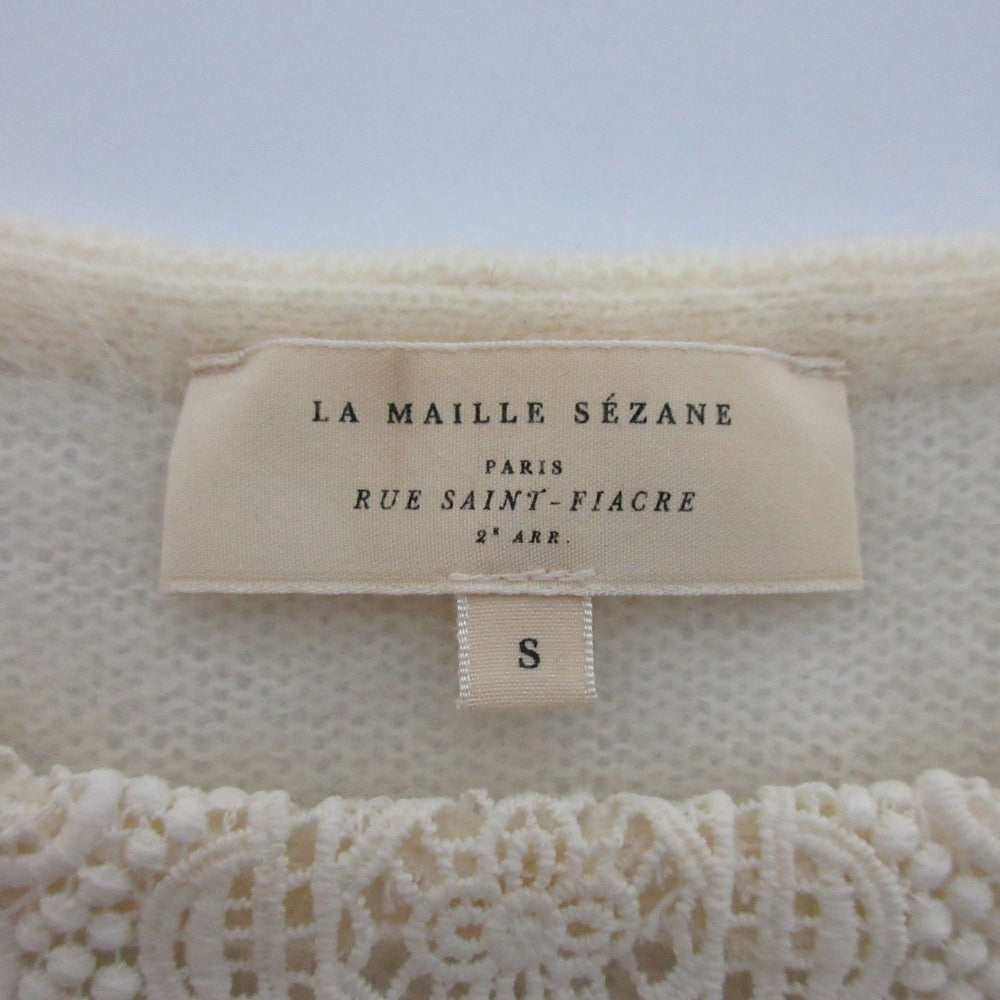 LA MAILLE SÉZANE
PARIS
RUE SAINT-FIACRE
2E ARR.
S